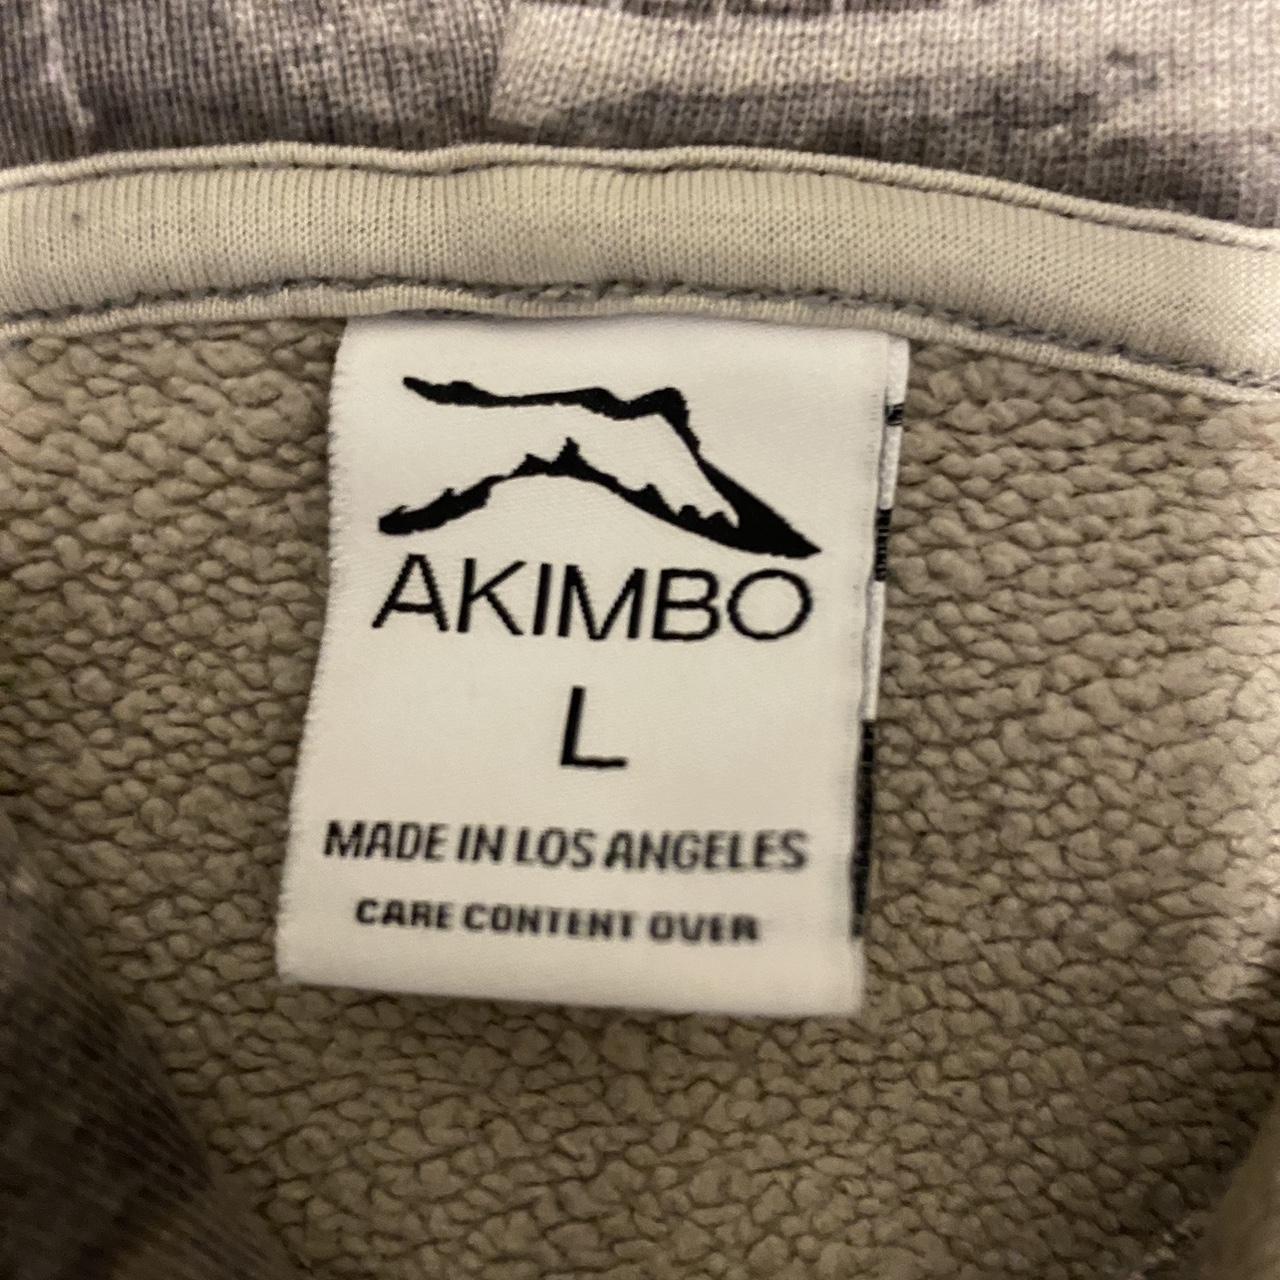 AKIMBO
L
MADE IN LOS ANGELES
CARE CONTENT OVER